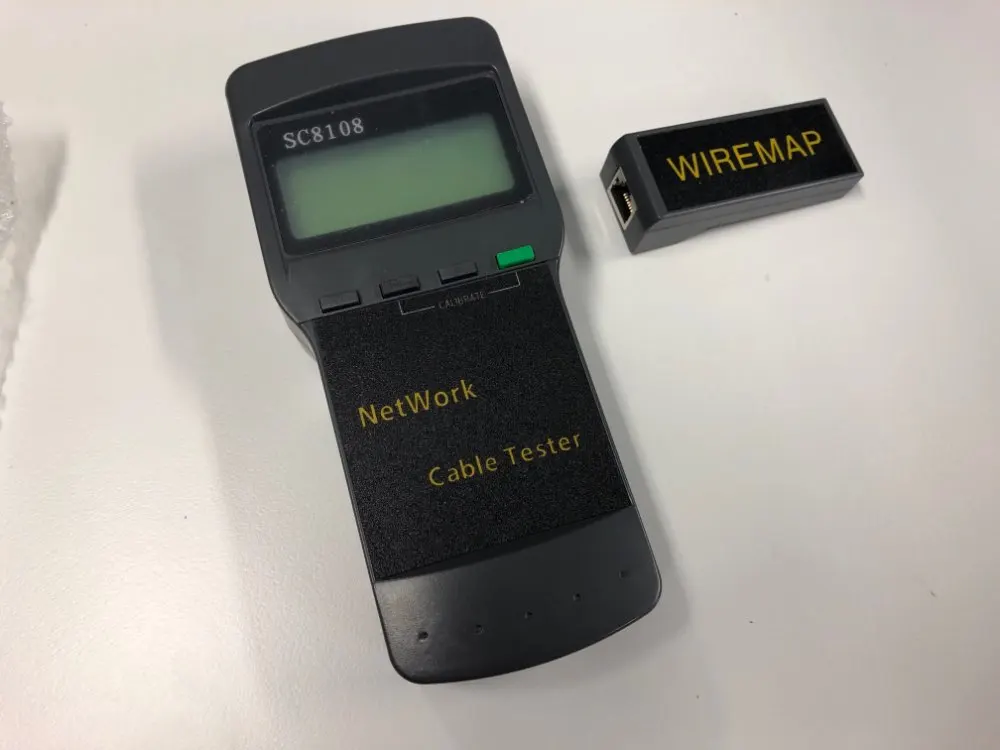 SC8108
WIREMAP
CALIBRATE
NetWork
Cable Tester